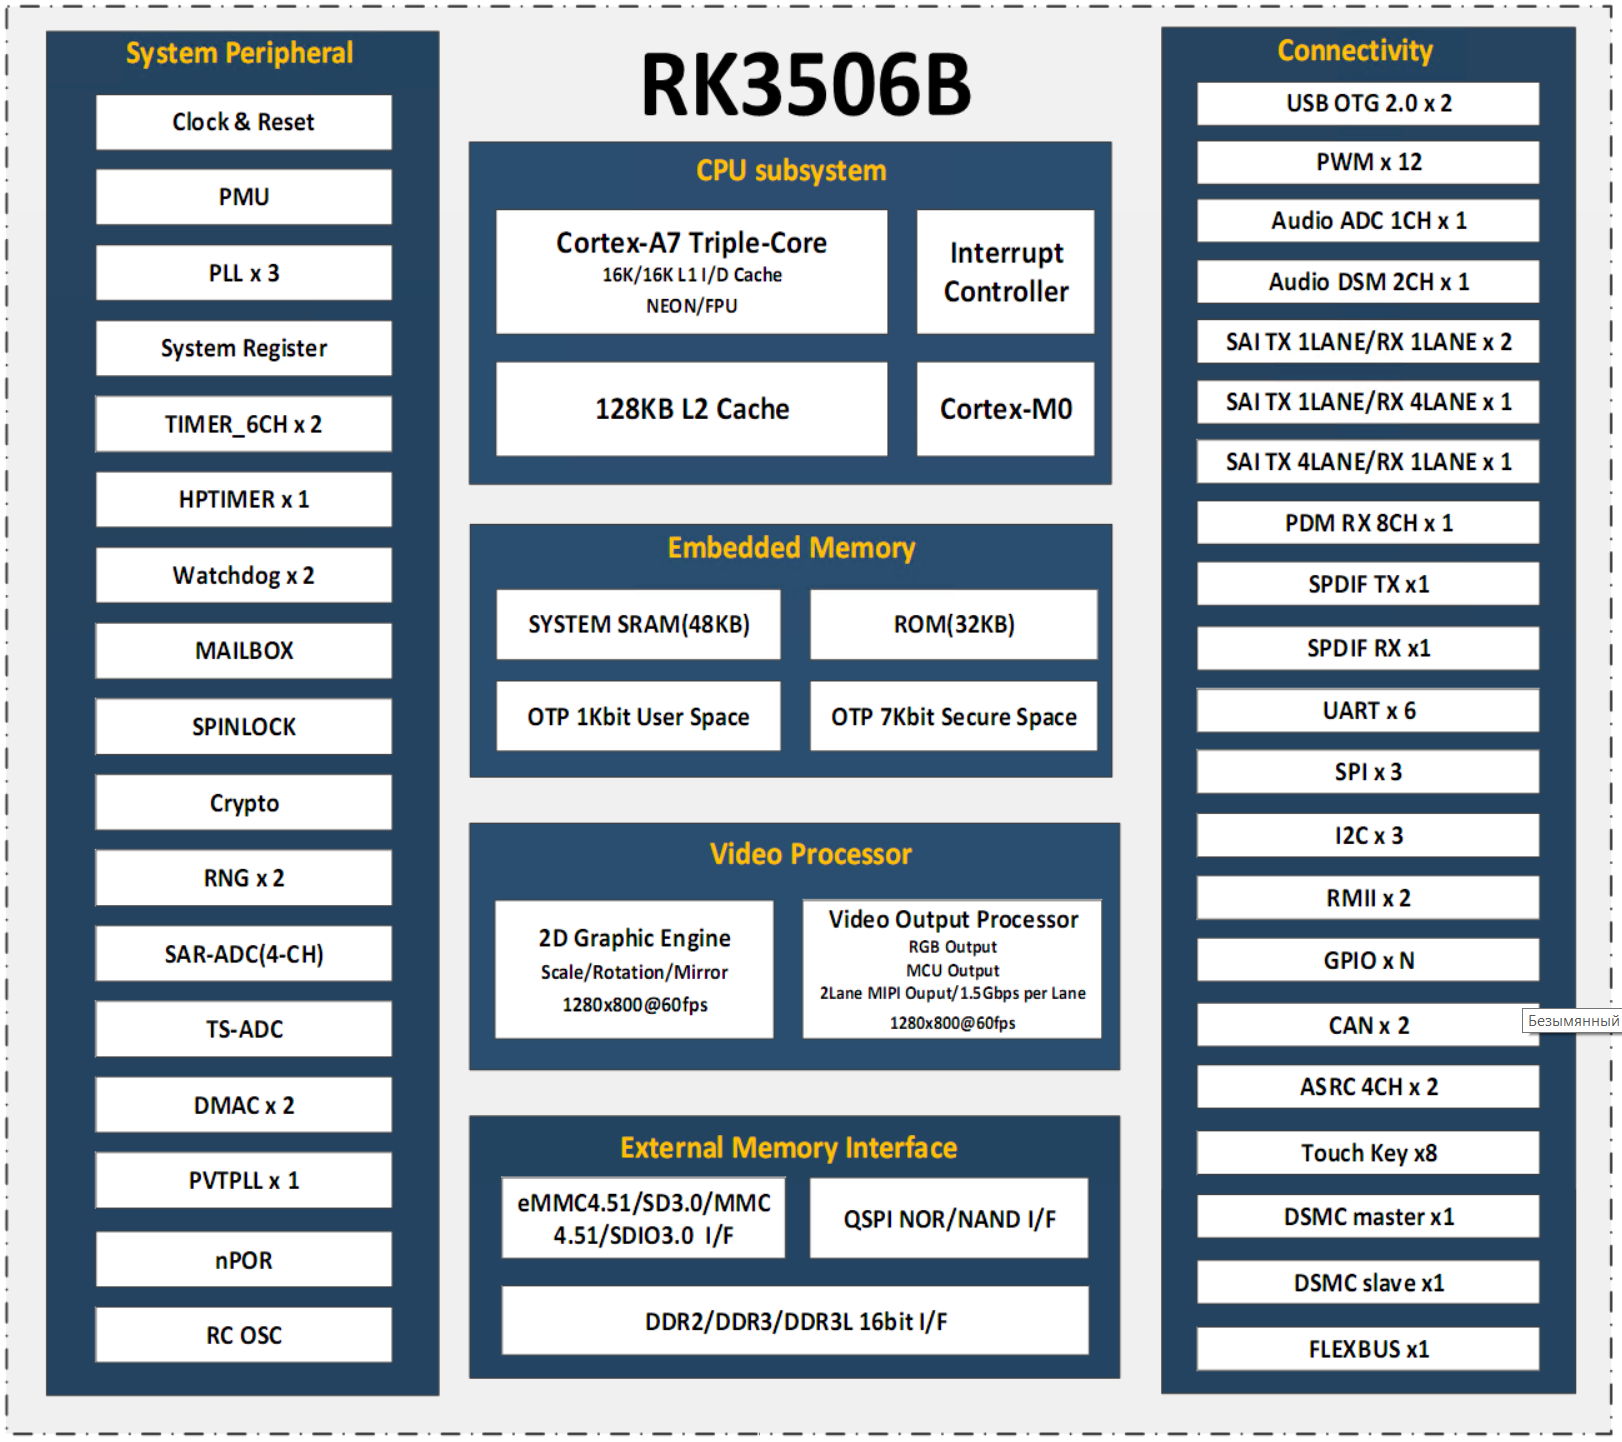 RK3506B
System Peripheral
Clock & Reset
PMU
PLL x 3
System Register
TIMER_6CH x 2
HPTIMER x 1
Watchdog x 2
MAILBOX
SPINLOCK
Crypto
RNG x 2
SAR-ADC(4-CH)
TS-ADC
DMAC x 2
PVTPLL x 1
nPOR
RC OSC
CPU subsystem
Cortex-A7 Triple-Core
16K/16K L1 I/D Cache
NEON/FPU
Interrupt
Controller
128KB L2 Cache
Cortex-M0
Embedded Memory
SYSTEM SRAM(48KB)
ROM(32KB)
OTP 1Kbit User Space
OTP 7Kbit Secure Space
Video Processor
2D Graphic Engine
Scale/Rotation/Mirror
1280x800@60fps
Video Output Processor
RGB Output
MCU Output
2Lane MIPI Ouput/1.5Gbps per Lane
1280x800@60fps
External Memory Interface
eMMC4.51/SD3.0/MMC
4.51/SDIO3.0 I/F
QSPI NOR/NAND I/F
DDR2/DDR3/DDR3L 16bit I/F
Connectivity
USB OTG 2.0 x 2
PWM x 12
Audio ADC 1CH x 1
Audio DSM 2CH x 1
SAI TX 1LANE/RX 1LANE x 2
SAI TX 1LANE/RX 4LANE x 1
SAI TX 4LANE/RX 1LANE x 1
PDM RX 8CH x 1
SPDIF TX x1
SPDIF RX x1
UART x 6
SPI x 3
I2C x 3
RMII x 2
GPIO x N
CAN x 2
Безымянный
ASRC 4CH x 2
Touch Key x8
DSMC master x1
DSMC slave x1
FLEXBUS x1